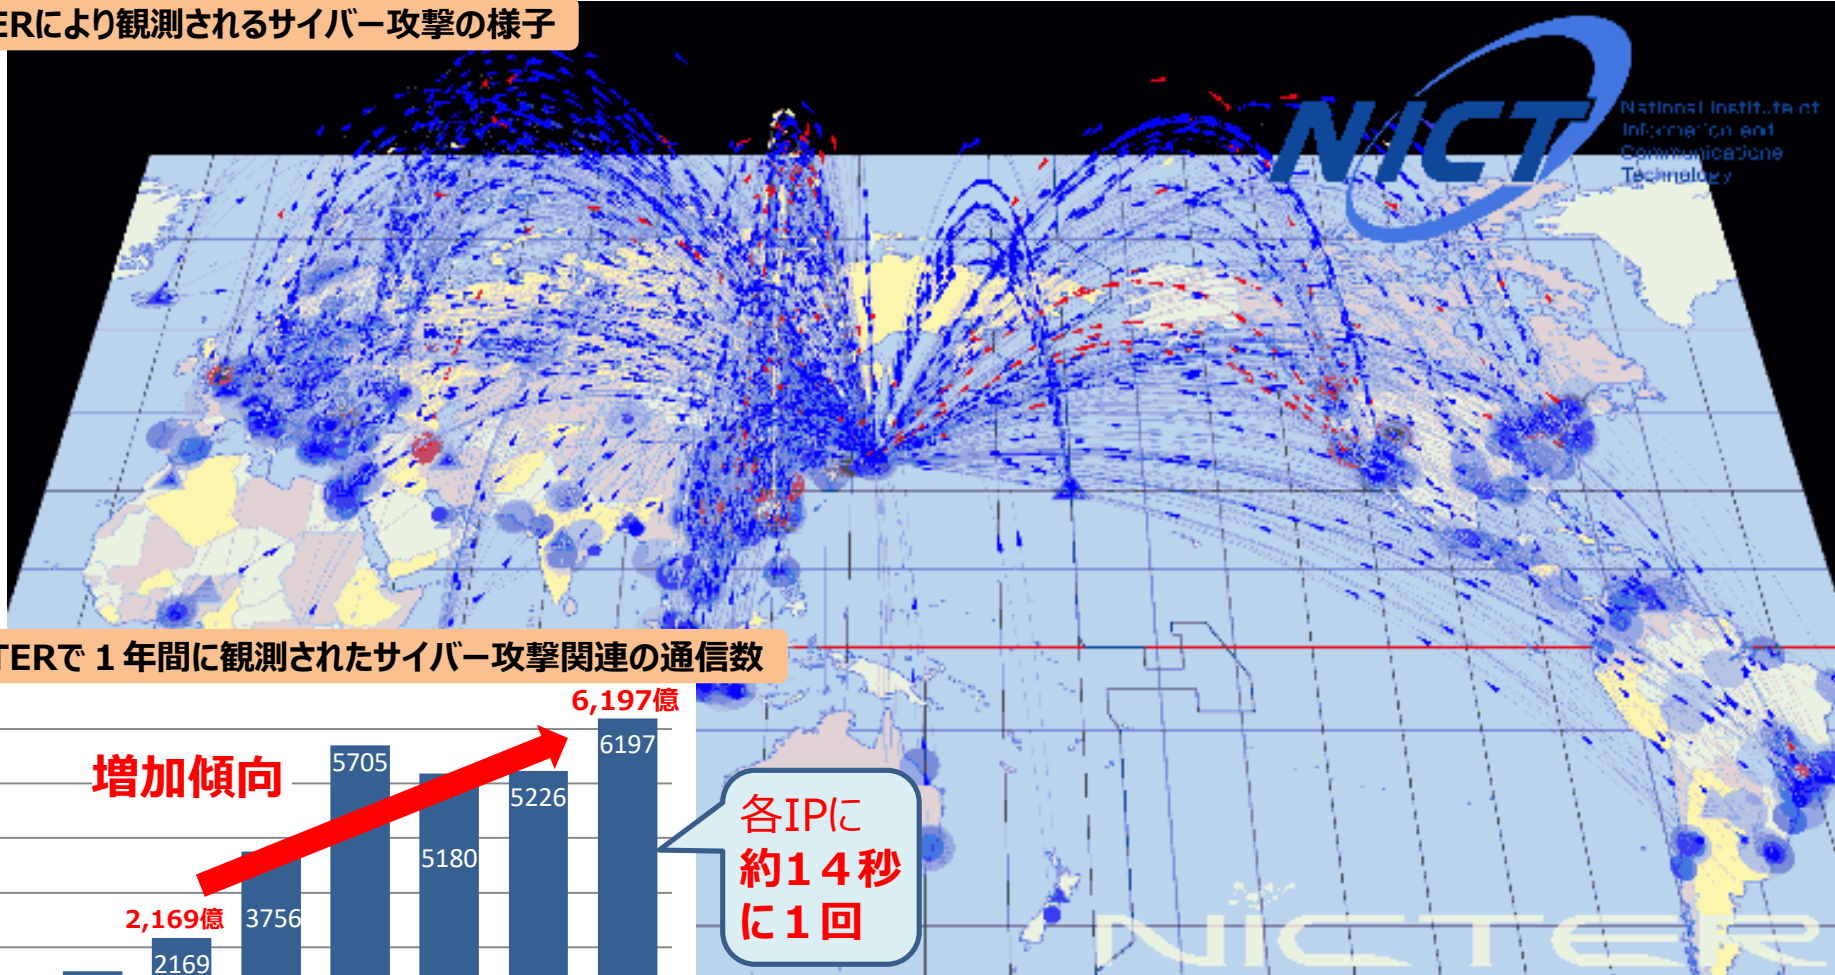 ERにより観測されるサイバー攻撃の様子
NICT
National Institute of
Information and
Communications
Technology
TERで１年間に観測されたサイバー攻撃関連の通信数
6,197億
増加傾向
2,169億
2169
3756
5705
5180
5226
6197
各IPに
約14秒
に1回
NICTER